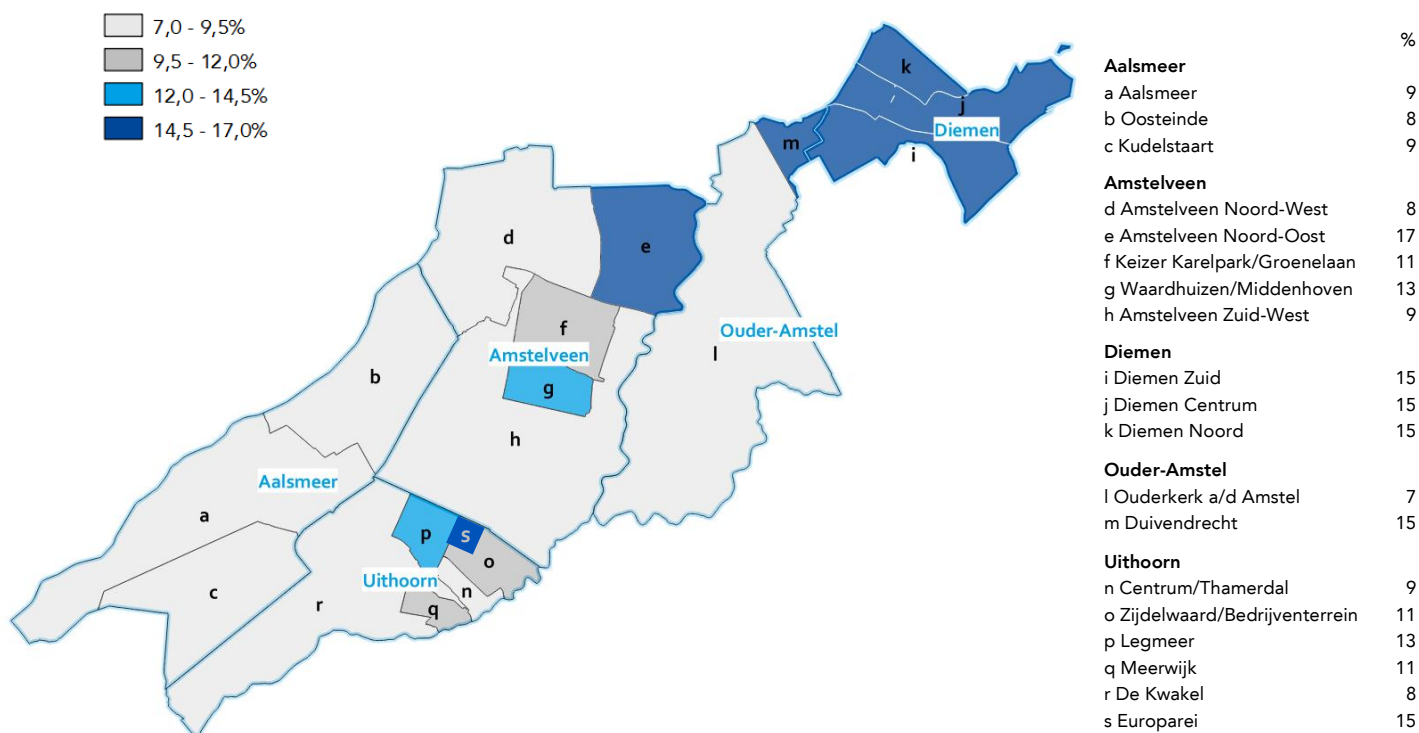 7,0 - 9,5%
9,5 - 12,0%
12,0 - 14,5%
14,5 - 17,0%
k
j
Diemen
m
i
d
e
f
Ouder-Amstel
Amstelveen
l
b
g
h
Aalsmeer
a
p
s
o
Uithoorn
c
n
r
q
%
Aalsmeer
a Aalsmeer 9
b Oosteinde 8
c Kudelstaart 9
Amstelveen
d Amstelveen Noord-West 8
e Amstelveen Noord-Oost 17
f Keizer Karelpark/Groenelaan 11
g Waardhuizen/Middenhoven 13
h Amstelveen Zuid-West 9
Diemen
i Diemen Zuid 15
j Diemen Centrum 15
k Diemen Noord 15
Ouder-Amstel
l Ouderkerk a/d Amstel 7
m Duivendrecht 15
Uithoorn
n Centrum/Thamerdal 9
o Zijdelwaard/Bedrijventerrein 11
p Legmeer 13
q Meerwijk 11
r De Kwakel 8
s Europarei 15